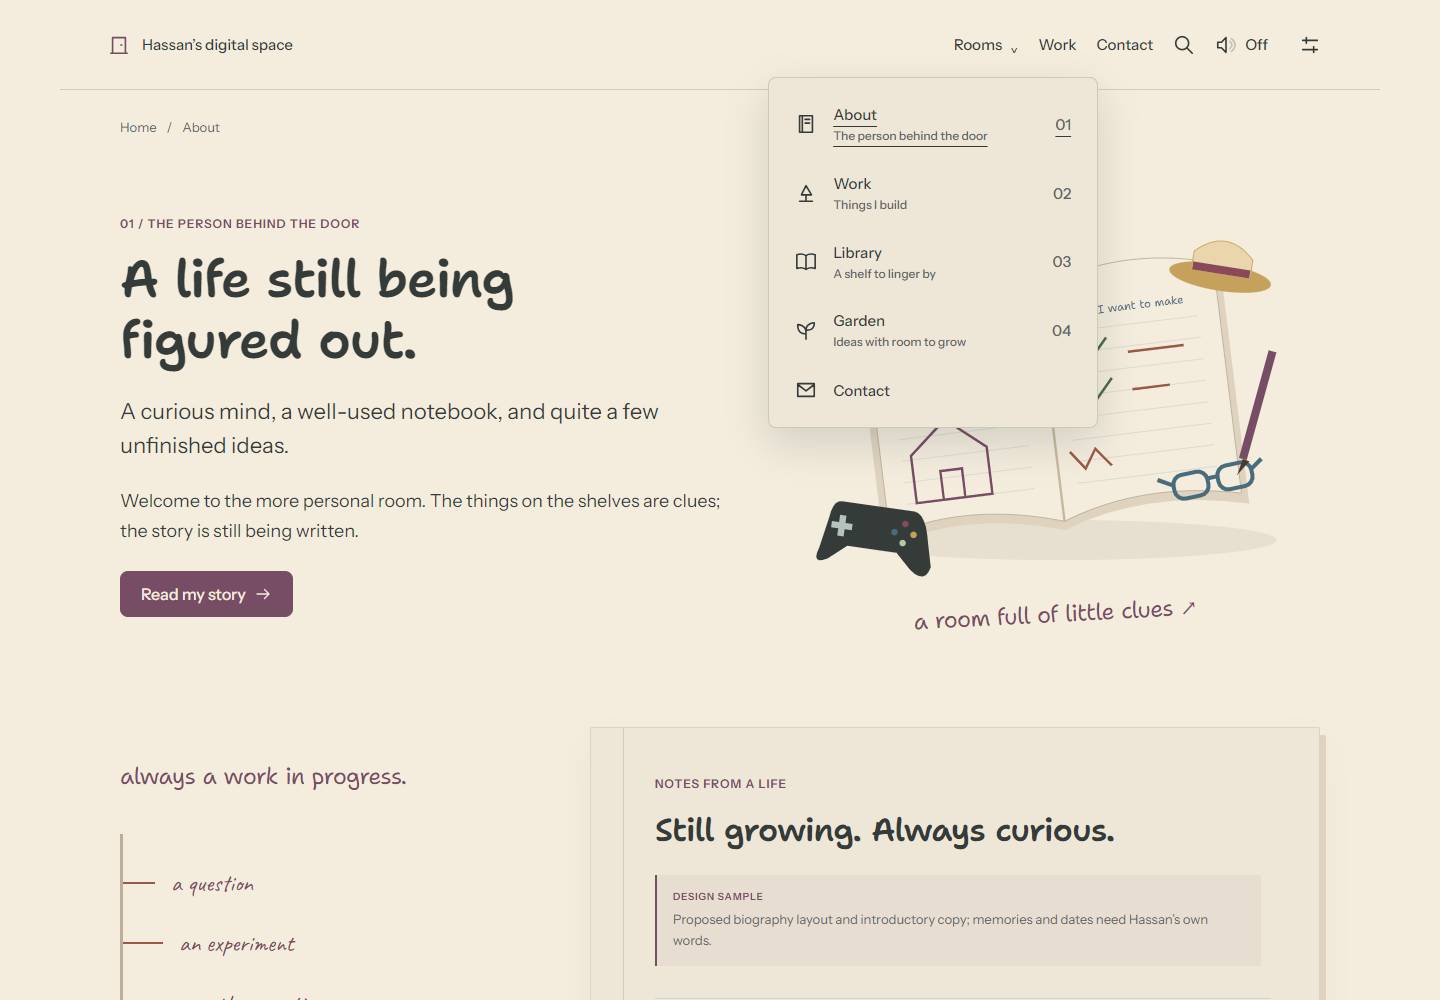 Hassan's digital space
Rooms
Work
Contact
Off
Home / About
About
The person behind the door
01
Work
Things I build
02
Library
A shelf to linger by
03
Garden
Ideas with room to grow
04
Contact
01 / THE PERSON BEHIND THE DOOR
A life still being
figured out.
A curious mind, a well-used notebook, and quite a few
unfinished ideas.
Welcome to the more personal room. The things on the shelves are clues;
the story is still being written.
Read my story →
I want to make
a room full of little clues ↗
always a work in progress.
a question
an experiment
NOTES FROM A LIFE
Still growing. Always curious.
DESIGN SAMPLE
Proposed biography layout and introductory copy; memories and dates need Hassan's own
words.